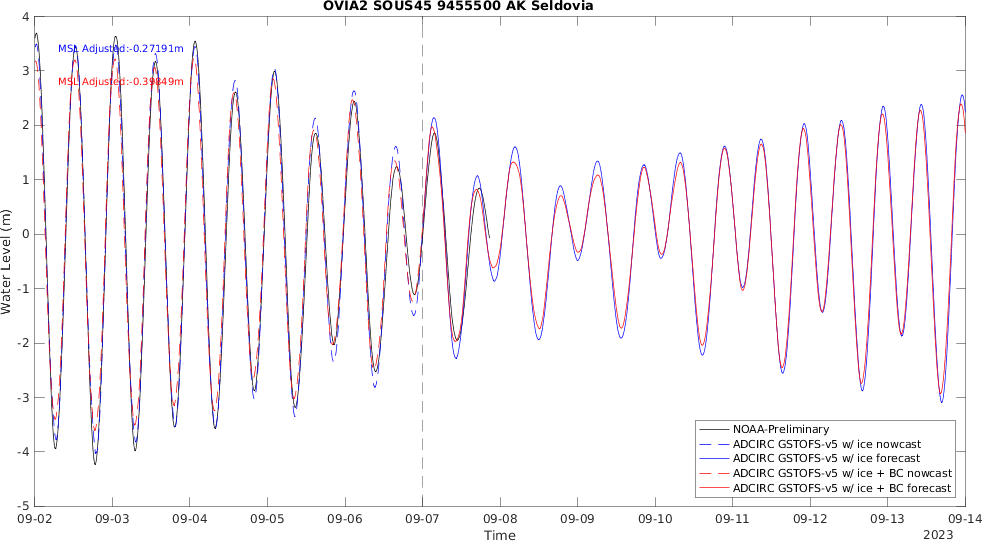 OVIA2 SOUS45 9455500 AK Seldovia
4
MSL Adjusted:-0.27191m
3
MSL Adjusted:-0.39849m
2
1
0
Water Level (m)
-1
-2
-3
-4
-5
NOAA-Preliminary
ADCIRC GSTOFS-v5 w/ ice nowcast
ADCIRC GSTOFS-v5 w/ ice forecast
ADCIRC GSTOFS-v5 w/ ice + BC nowcast
ADCIRC GSTOFS-v5 w/ ice + BC forecast
09-02 09-03 09-04 09-05 09-06 09-07 09-08 09-09 09-10 09-11 09-12 09-13 09-14
Time
2023